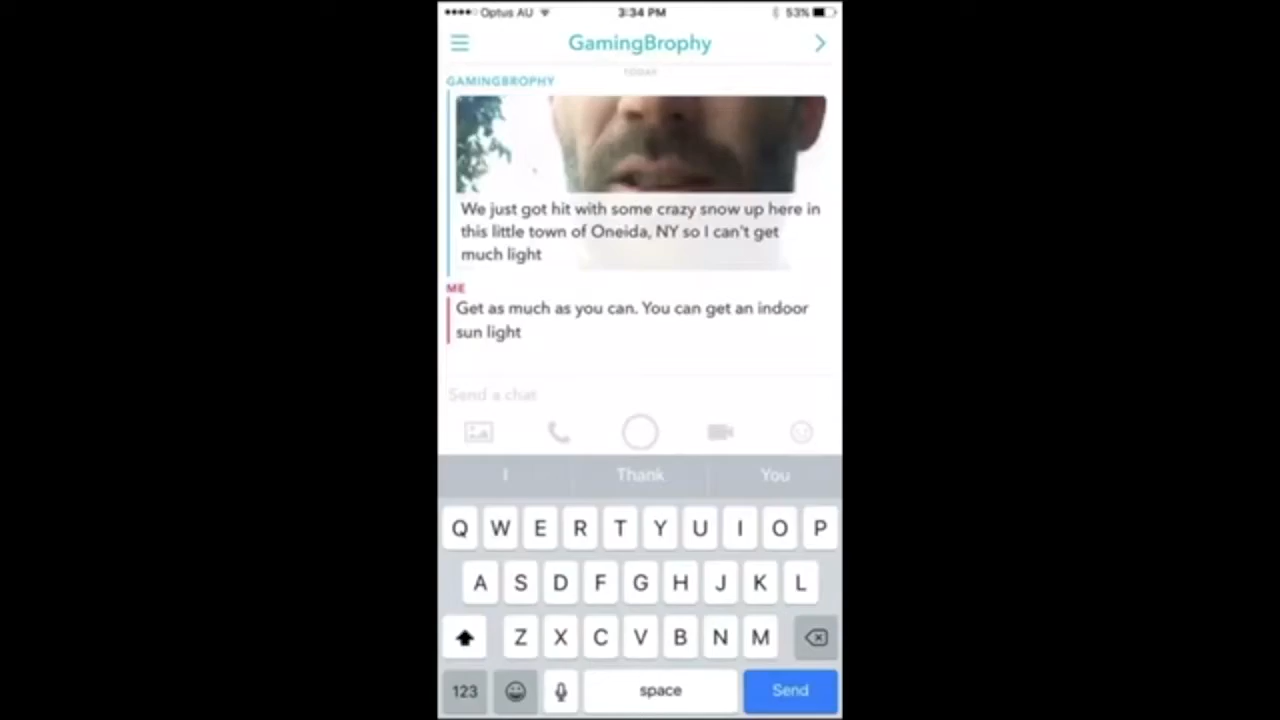 Optus AU 3:34 PM 53%
GamingBrophy
TODAY
GAMINGBROPHY
We just got hit with some crazy snow up here in
this little town of Oneida, NY so I can't get
much light
ME
Get as much as you can. You can get an indoor
sun light
Send a chat
I Thank You
Q W E R T Y U I O P
A S D F G H J K L
Z X C V B N M
123 space Send